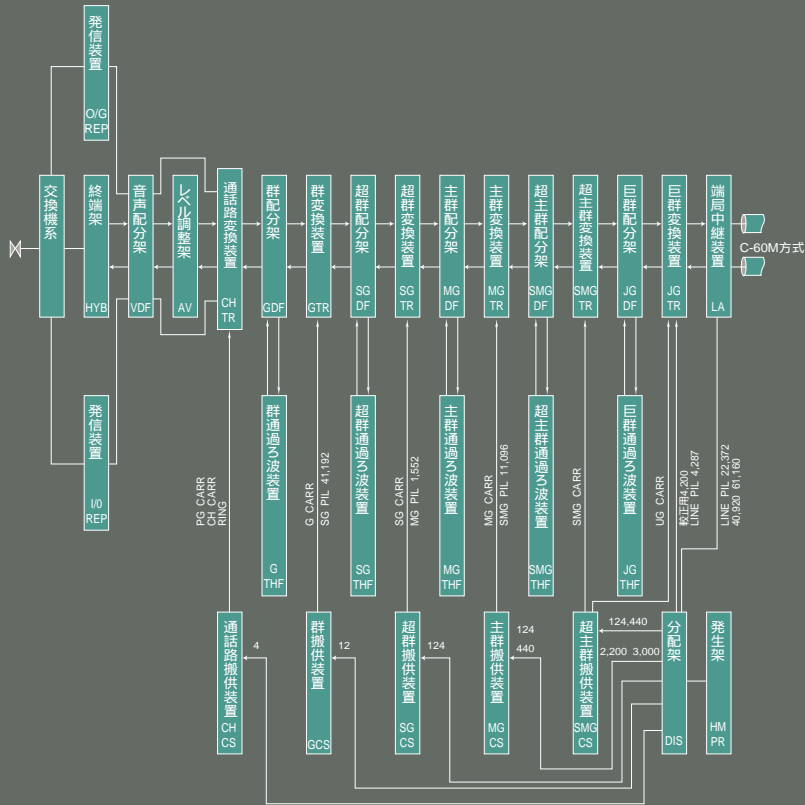 発信装置
O/G
REP
交換機系
終端架
HYB
音声配分架
VDF
レベル調整架
AV
通話路変換装置
CH
TR
群配分架
GDF
群変換装置
GTR
超群配分架
SG
DF
超群変換装置
SG
TR
主群配分架
MG
DF
主群変換装置
MG
TR
超主群配分架
SMG
DF
超主群変換装置
SMG
TR
巨群配分架
JG
DF
巨群変換装置
JG
TR
端局中継装置
LA
C-60M方式
発信装置
I/0
REP
群通過ろ波装置
G
THF
超群通過ろ波装置
SG
THF
主群通過ろ波装置
MG
THF
超主群通過ろ波装置
SMG
THF
巨群通過ろ波装置
JG
THF
PG CARR
CH CARR
RING
G CARR
SG PIL 41,192
SG CARR
MG PIL 1,552
MG CARR
SMG PIL 11,096
SMG CARR
UG CARR
較正用4,200
LINE PIL 4,287
LINE PIL 22,372
40,920 61,160
通話路搬供装置
CH
CS
4
群搬供装置
GCS
12
超群搬供装置
SG
CS
124
主群搬供装置
MG
CS
124
440
超主群搬供装置
SMG
CS
124,440
2,200 3,000
分配架
DIS
発生架
HM
PR